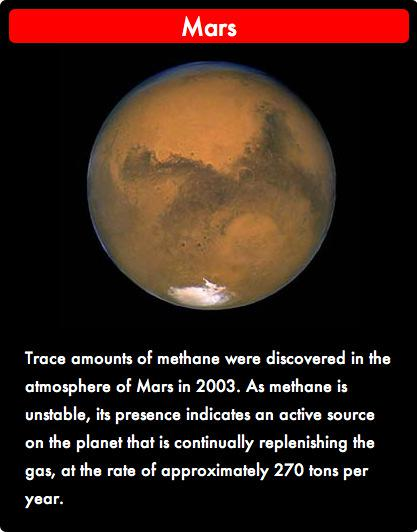 Mars
Trace amounts of methane were discovered in the
atmosphere of Mars in 2003. As methane is
unstable, its presence indicates an active source
on the planet that is continually replenishing the
gas, at the rate of approximately 270 tons per
year.